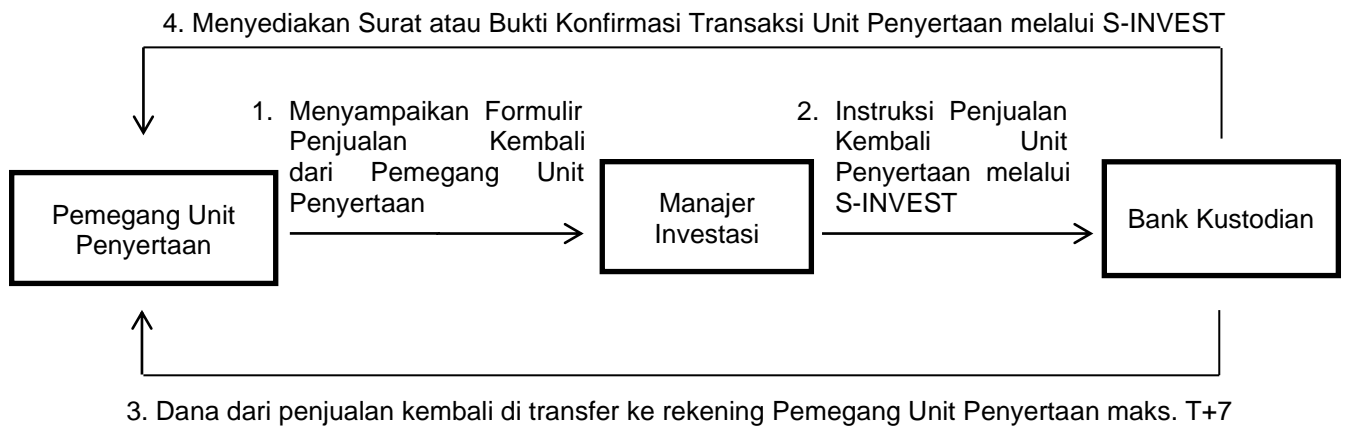 4. Menyediakan Surat atau Bukti Konfirmasi Transaksi Unit Penyertaan melalui S-INVEST
1. Menyampaikan Formulir
Penjualan Kembali
dari Pemegang Unit
Penyertaan
2. Instruksi Penjualan
Kembali Unit
Penyertaan melalui
S-INVEST
Pemegang Unit
Penyertaan
Manajer
Investasi
Bank Kustodian
3. Dana dari penjualan kembali di transfer ke rekening Pemegang Unit Penyertaan maks. T+7